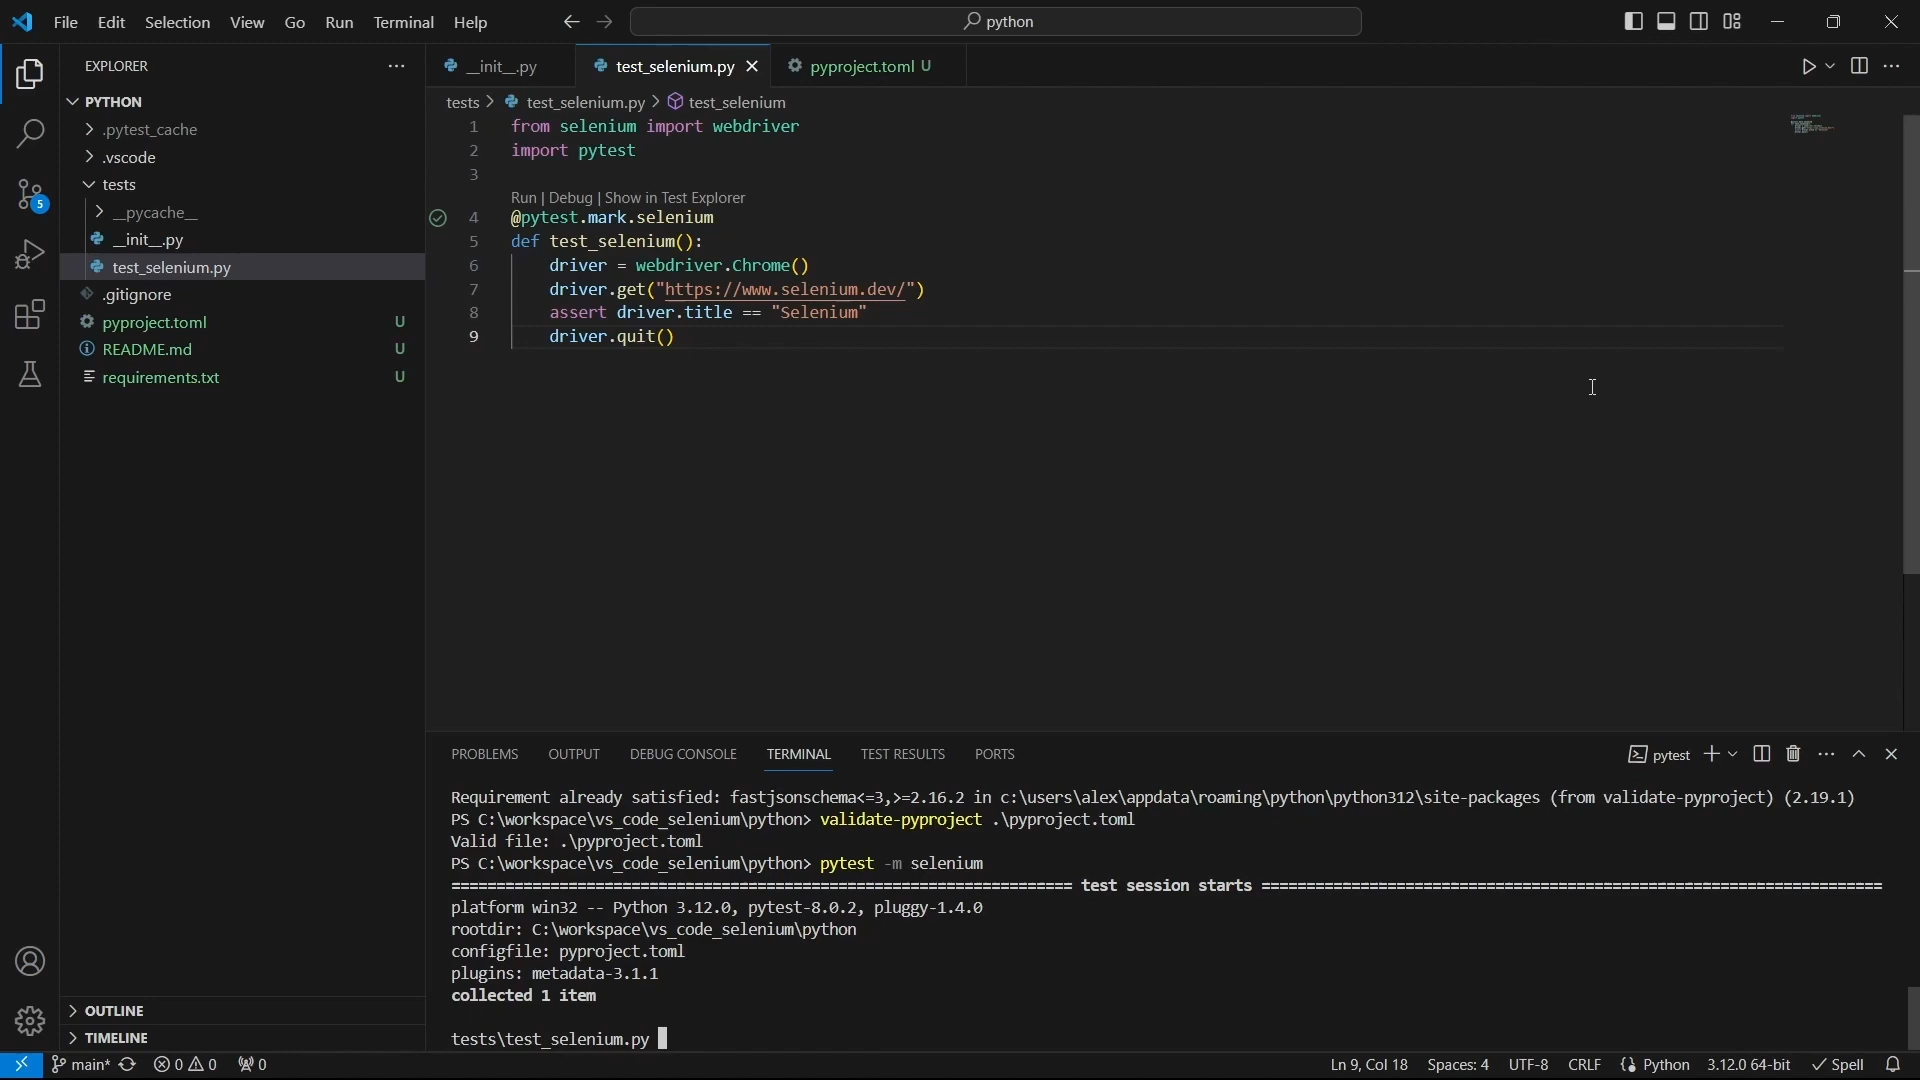 File Edit Selection View Go Run Terminal Help
python
EXPLORER
PYTHON
.pytest_cache
.vscode
tests
__pycache__
__init__.py
test_selenium.py
.gitignore
pyproject.toml U
README.md U
requirements.txt U
OUTLINE
TIMELINE
5
__init__.py test_selenium.py pyproject.toml U
tests > test_selenium.py > test_selenium
1 from selenium import webdriver
2 import pytest
3
Run | Debug | Show in Test Explorer
4 @pytest.mark.selenium
5 def test_selenium():
6 driver = webdriver.Chrome()
7 driver.get("https://www.selenium.dev/")
8 assert driver.title == "Selenium"
9 driver.quit()
PROBLEMS OUTPUT DEBUG CONSOLE TERMINAL TEST RESULTS PORTS
pytest
Requirement already satisfied: fastjsonschema<=3,>=2.16.2 in c:\users\alex\appdata\roaming\python\python312\site-packages (from validate-pyproject) (2.19.1)
PS C:\workspace\vs_code_selenium\python> validate-pyproject .\pyproject.toml
Valid file: .\pyproject.toml
PS C:\workspace\vs_code_selenium\python> pytest -m selenium
===================================================================== test session starts =====================================================================
platform win32 -- Python 3.12.0, pytest-8.0.2, pluggy-1.4.0
rootdir: C:\workspace\vs_code_selenium\python
configfile: pyproject.toml
plugins: metadata-3.1.1
collected 1 item
tests\test_selenium.py
main* 0 0 0 Ln 9, Col 18 Spaces: 4 UTF-8 CRLF Python 3.12.0 64-bit Spell